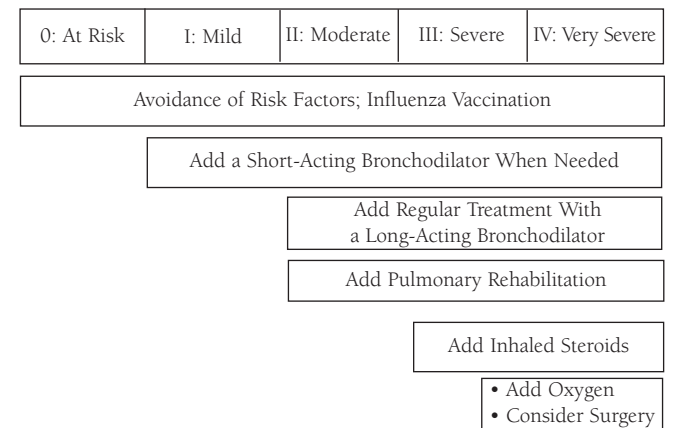 0: At Risk I: Mild II: Moderate III: Severe IV: Very Severe
Avoidance of Risk Factors; Influenza Vaccination
Add a Short-Acting Bronchodilator When Needed
Add Regular Treatment With
a Long-Acting Bronchodilator
Add Pulmonary Rehabilitation
Add Inhaled Steroids
• Add Oxygen
• Consider Surgery